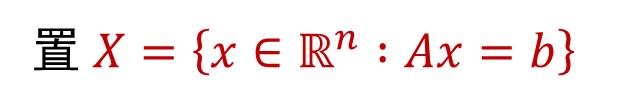 置 X = {x ∈ ℝⁿ : Ax = b}